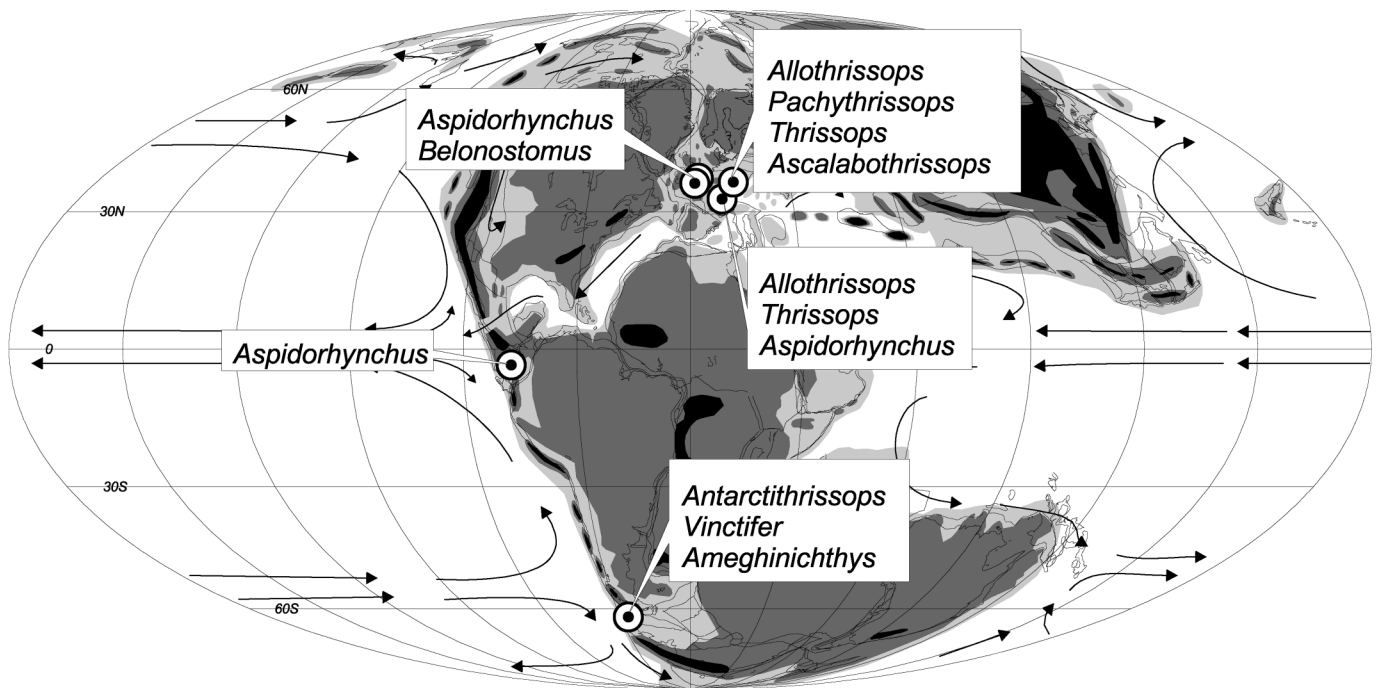 60N
Allothrissops
Pachythrissops
Thrissops
Ascalabothrissops
Aspidorhynchus
Belonostomus
30N
Allothrissops
Thrissops
Aspidorhynchus
0
Aspidorhynchus
30S
Antarctithrissops
Vinctifer
Ameghinichthys
60S